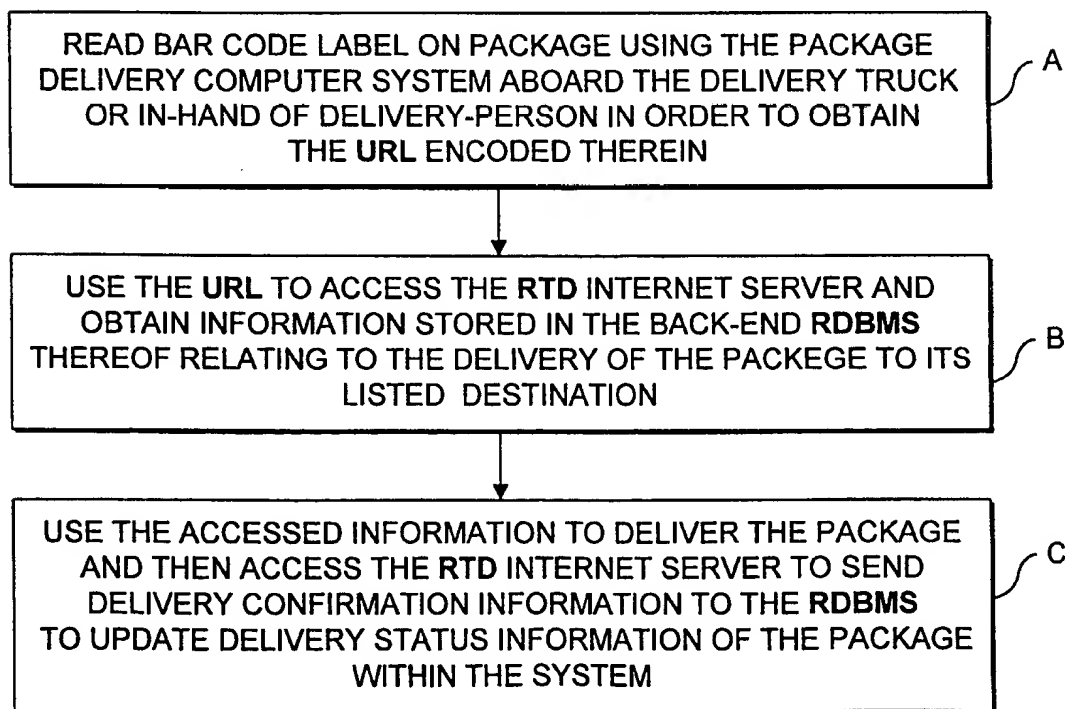 READ BAR CODE LABEL ON PACKAGE USING THE PACKAGE
DELIVERY COMPUTER SYSTEM ABOARD THE DELIVERY TRUCK
OR IN-HAND OF DELIVERY-PERSON IN ORDER TO OBTAIN
THE URL ENCODED THEREIN
A
USE THE URL TO ACCESS THE RTD INTERNET SERVER AND
OBTAIN INFORMATION STORED IN THE BACK-END RDBMS
THEREOF RELATING TO THE DELIVERY OF THE PACKEGE TO ITS
LISTED DESTINATION
B
USE THE ACCESSED INFORMATION TO DELIVER THE PACKAGE
AND THEN ACCESS THE RTD INTERNET SERVER TO SEND
DELIVERY CONFIRMATION INFORMATION TO THE RDBMS
TO UPDATE DELIVERY STATUS INFORMATION OF THE PACKAGE
WITHIN THE SYSTEM
C